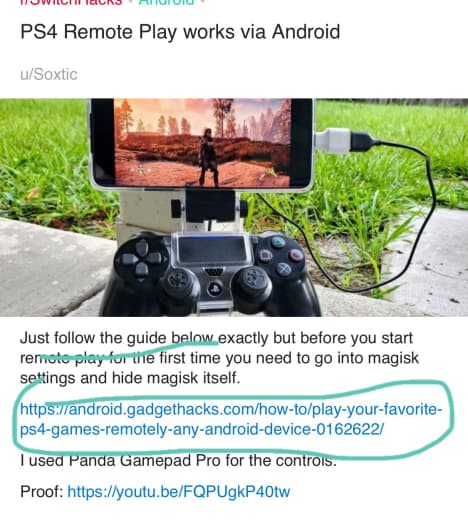 PS4 Remote Play works via Android
u/Soxtic
Just follow the guide below exactly but before you start
remote play for the first time you need to go into magisk
settings and hide magisk itself.
https://android.gadgethacks.com/how-to/play-your-favorite-
ps4-games-remotely-any-android-device-0162622/
I used Panda Gamepad Pro for the controls.
Proof: https://youtu.be/FQPUgkP40tw